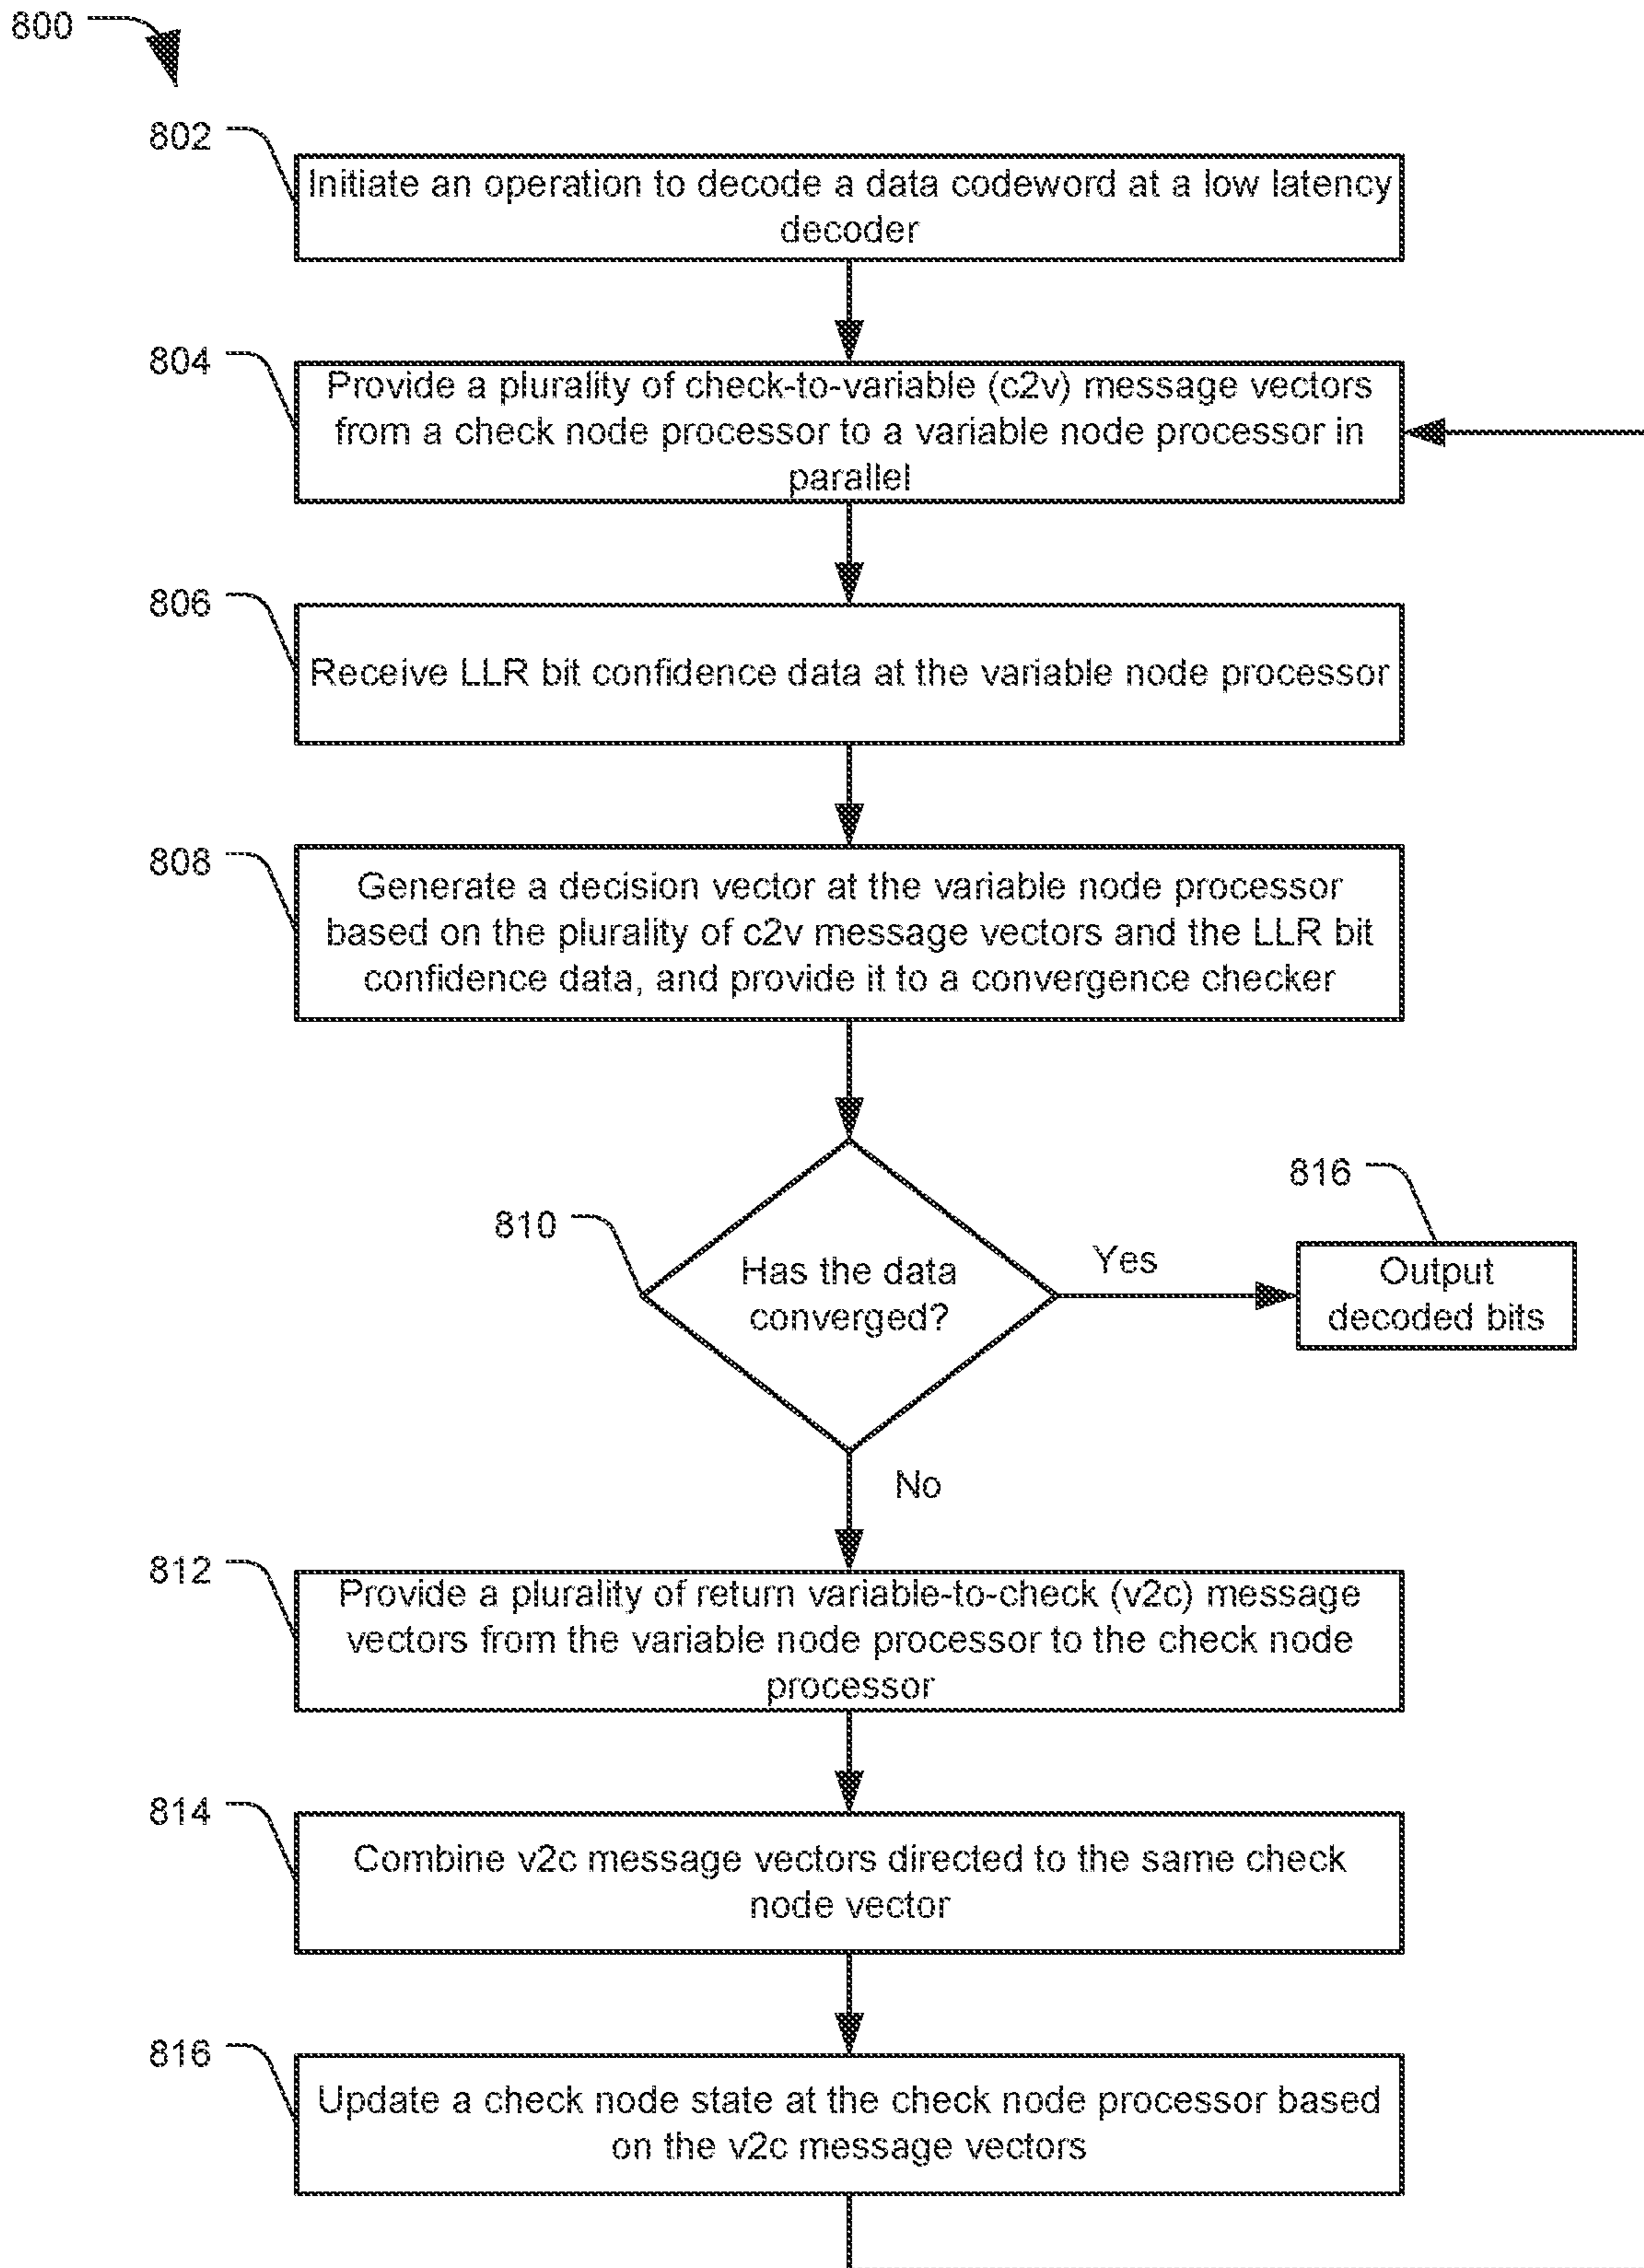 800
802
Initiate an operation to decode a data codeword at a low latency
decoder
804
Provide a plurality of check-to-variable (c2v) message vectors
from a check node processor to a variable node processor in
parallel
806
Receive LLR bit confidence data at the variable node processor
808
Generate a decision vector at the variable node processor
based on the plurality of c2v message vectors and the LLR bit
confidence data, and provide it to a convergence checker
810
Has the data
converged?
Yes
816
Output
decoded bits
No
812
Provide a plurality of return variable-to-check (v2c) message
vectors from the variable node processor to the check node
processor
814
Combine v2c message vectors directed to the same check
node vector
816
Update a check node state at the check node processor based
on the v2c message vectors